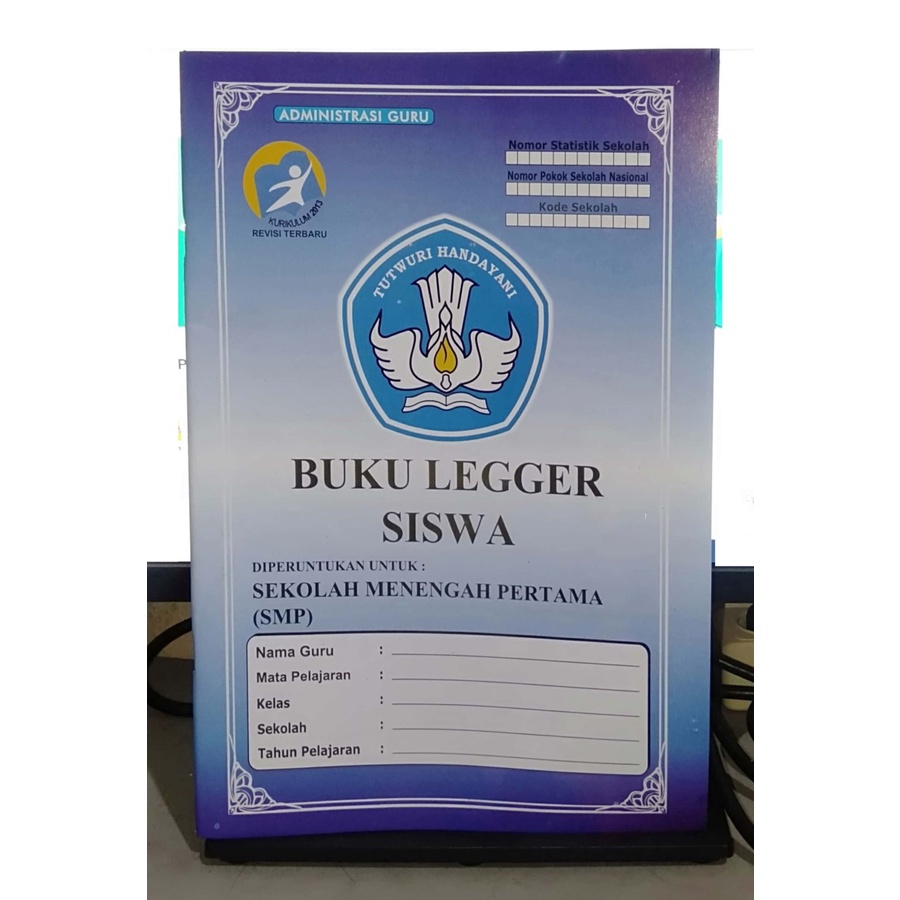 ADMINISTRASI GURU
Nomor Statistik Sekolah
Nomor Pokok Sekolah Nasional
Kode Sekolah
KURIKULUM 2013
REVISI TERBARU
TUTWURI HANDAYANI
BUKU LEGGER
SISWA
DIPERUNTUKAN UNTUK :
SEKOLAH MENENGAH PERTAMA
(SMP)
Nama Guru :
Mata Pelajaran :
Kelas :
Sekolah :
Tahun Pelajaran :